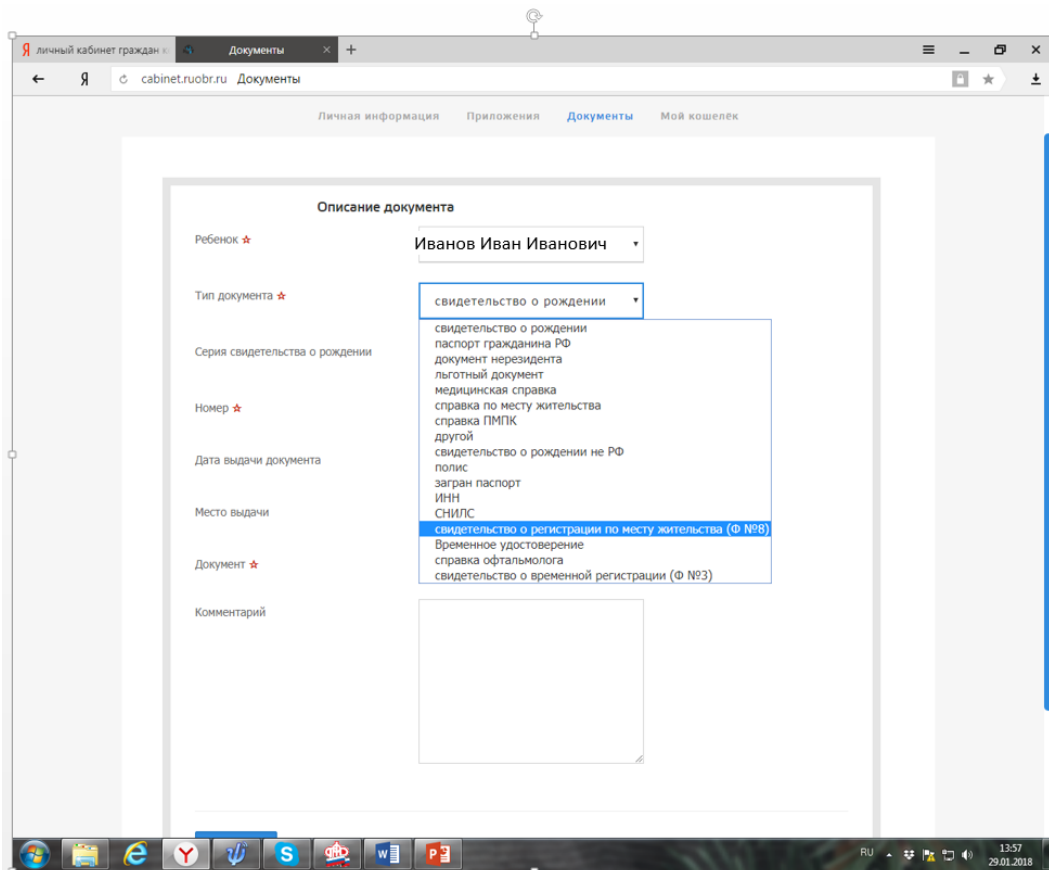 Я личный кабинет граждан
Документы × +
Я cabinet.ruobr.ru Документы
Личная информация Приложения Документы Мой кошелёк
Описание документа
Ребенок Иванов Иван Иванович
Тип документа свидетельство о рождении
свидетельство о рождении
паспорт гражданина РФ
документ нерезидента
льготный документ
медицинская справка
справка по месту жительства
справка ПМПК
другой
свидетельство о рождении не РФ
полис
загран паспорт
ИНН
СНИЛС
свидетельство о регистрации по месту жительства (Ф №8)
Временное удостоверение
справка офтальмолога
свидетельство о временной регистрации (Ф №3)
Серия свидетельства о рождении
Номер
Дата выдачи документа
Место выдачи
Документ
Комментарий
RU 13:57
29.01.2018